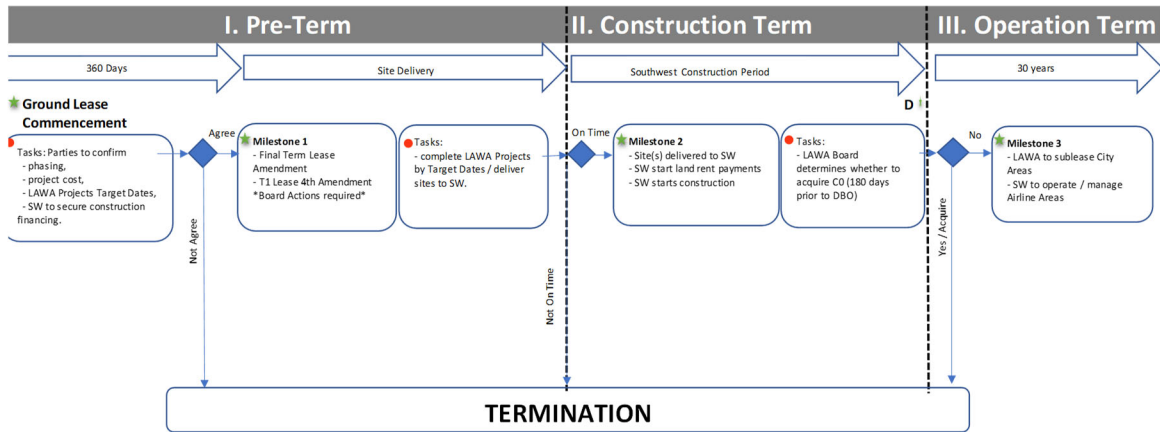 I. Pre-Term
II. Construction Term
III. Operation Term
360 Days
Site Delivery
Southwest Construction Period
30 years
Ground Lease
Commencement
D
Agree
On Time
No
Tasks: Parties to confirm
- phasing,
- project cost,
- LAWA Projects Target Dates,
- SW to secure construction
financing.
Milestone 1
- Final Term Lease
Amendment
- T1 Lease 4th Amendment
*Board Actions required*
Tasks:
- complete LAWA Projects
by Target Dates / deliver
sites to SW.
Milestone 2
- Site(s) delivered to SW
- SW start land rent payments
- SW starts construction
Tasks:
- LAWA Board
determines whether to
acquire C0 (180 days
prior to DBO)
Milestone 3
- LAWA to sublease City
Areas
- SW to operate / manage
Airline Areas
Not Agree
Not On Time
Yes / Acquire
TERMINATION